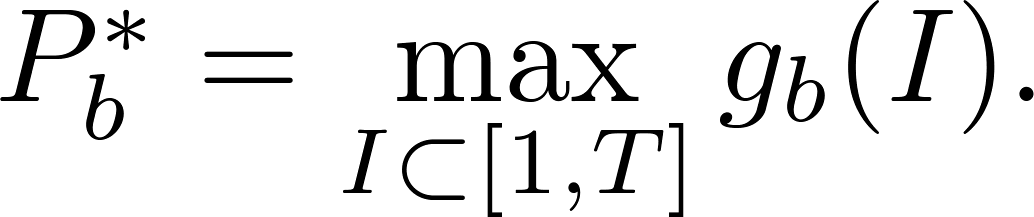 $P_b^* = \max_{I \subset [1,T]} g_b(I).$